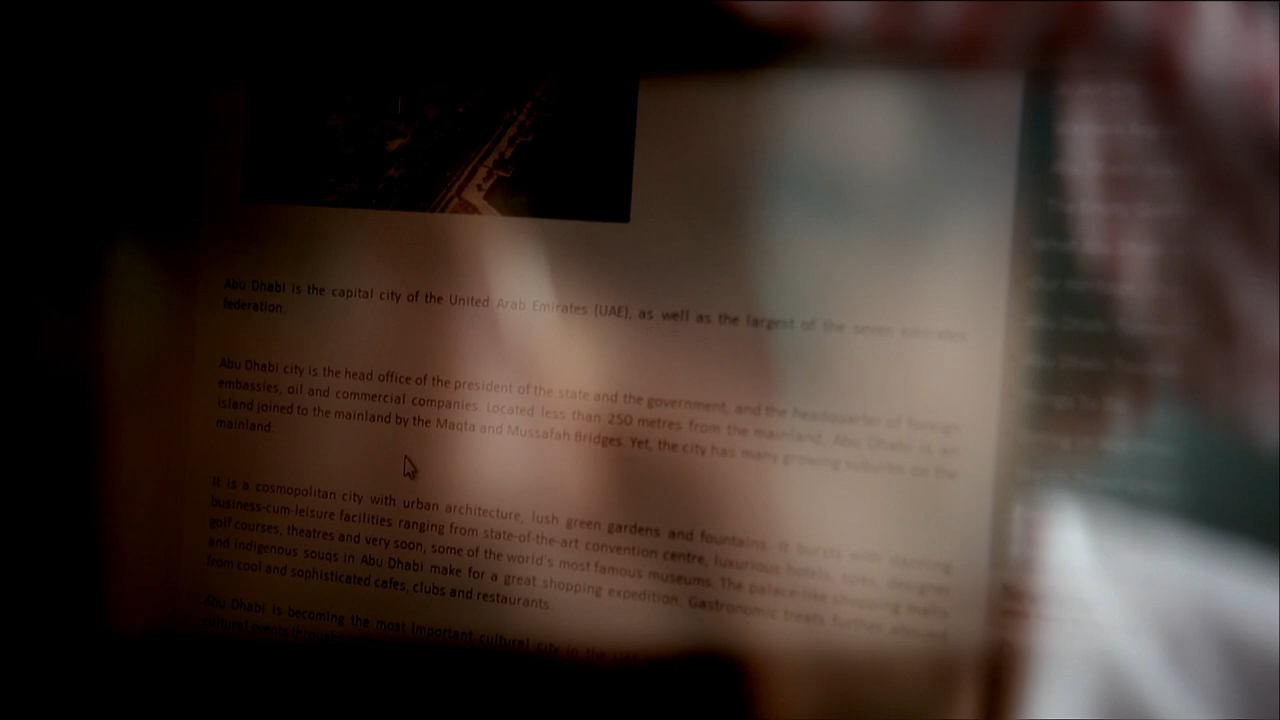 Abu Dhabi is the capital city of the United Arab Emirates (UAE), as well as the largest of the seven emirates
federation.
Abu Dhabi city is the head office of the president of the state and the government, and the headquarter of foreign
embassies, oil and commercial companies. Located less than 250 metres from the mainland, Abu Dhabi is an
island joined to the mainland by the Maqta and Mussafah Bridges. Yet, the city has many growing suburbs on the
mainland.
It is a cosmopolitan city with urban architecture, lush green gardens and fountains. It bursts with dazzling
business-cum-leisure facilities ranging from state-of-the-art convention centre, luxurious hotels, spas, designer
golf courses, theatres and very soon, some of the world's most famous museums. The palace-like shopping malls
and indigenous souqs in Abu Dhabi make for a great shopping expedition. Gastronomic treats further abound
from cool and sophisticated cafes, clubs and restaurants.
Abu Dhabi is becoming the most important cultural city in the
cultural events